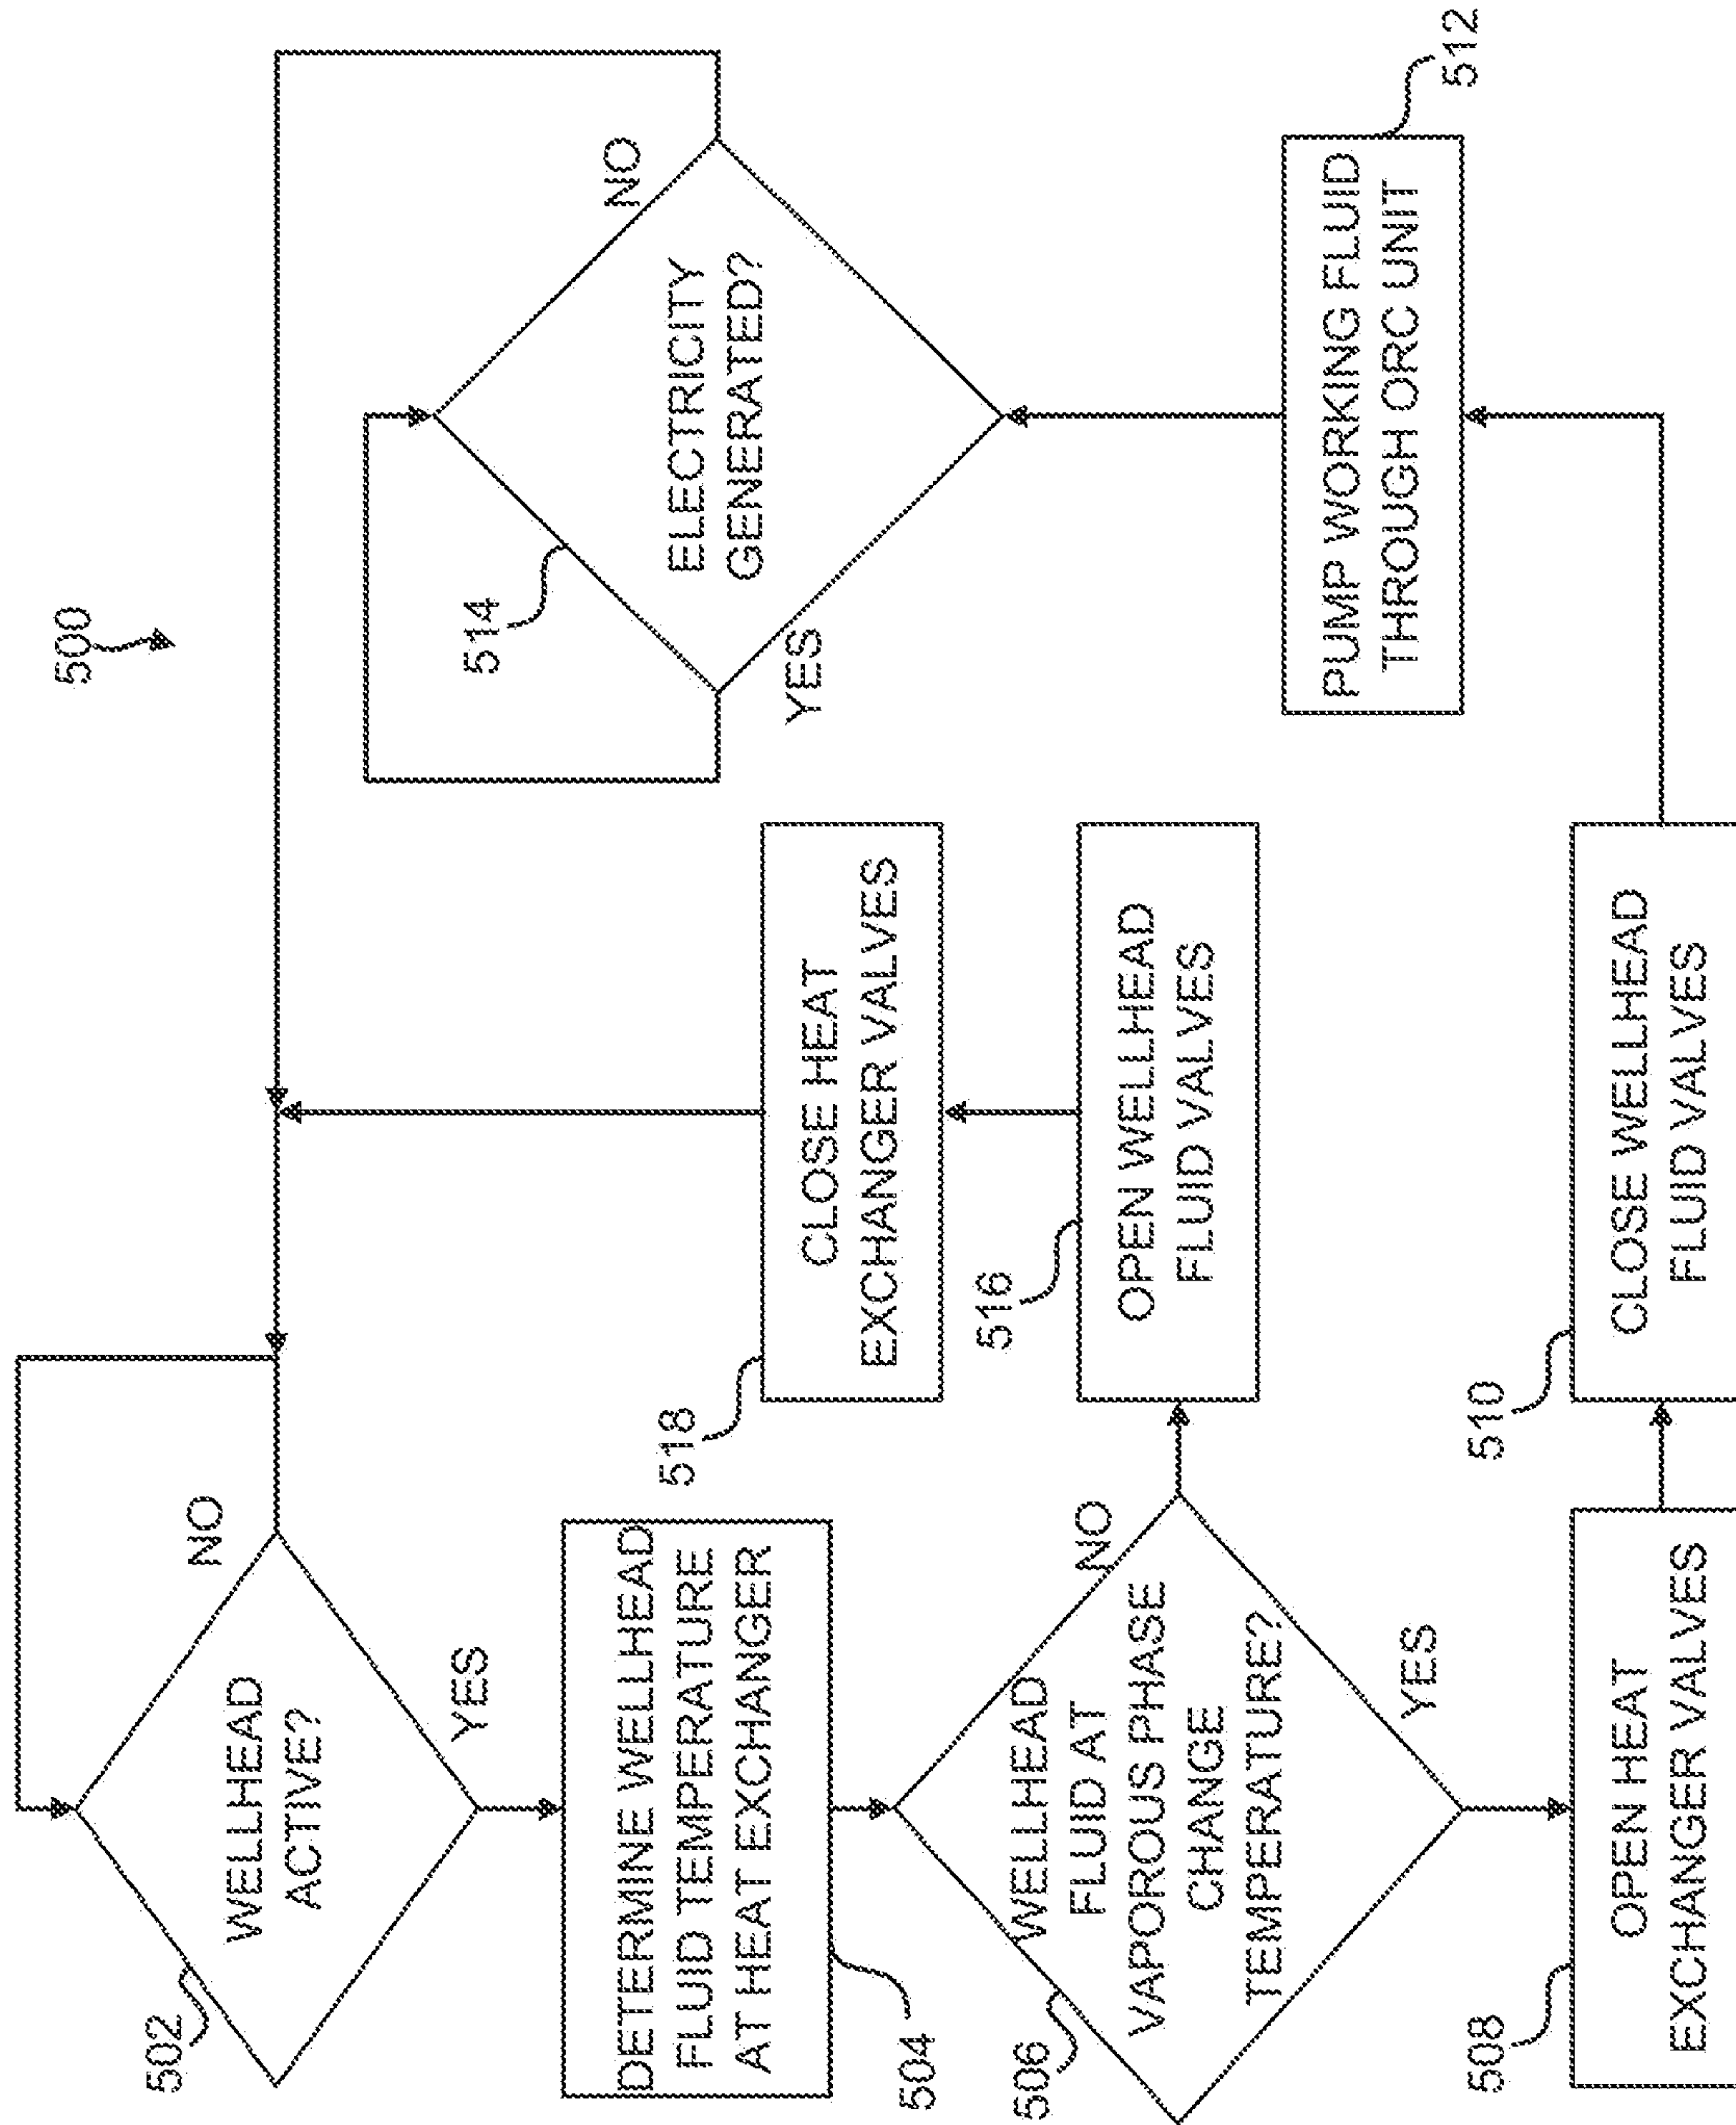 500
502
WELLHEAD
ACTIVE?
NO
YES
DETERMINE WELLHEAD
FLUID TEMPERATURE
AT HEAT EXCHANGER
504
506
WELLHEAD
FLUID AT
VAPOROUS PHASE
CHANGE
TEMPERATURE?
NO
YES
508
OPEN HEAT
EXCHANGER VALVES
510
CLOSE WELLHEAD
FLUID VALVES
516
OPEN WELLHEAD
FLUID VALVES
518
CLOSE HEAT
EXCHANGER VALVES
512
PUMP WORKING FLUID
THROUGH ORC UNIT
514
ELECTRICITY
GENERATED?
NO
YES